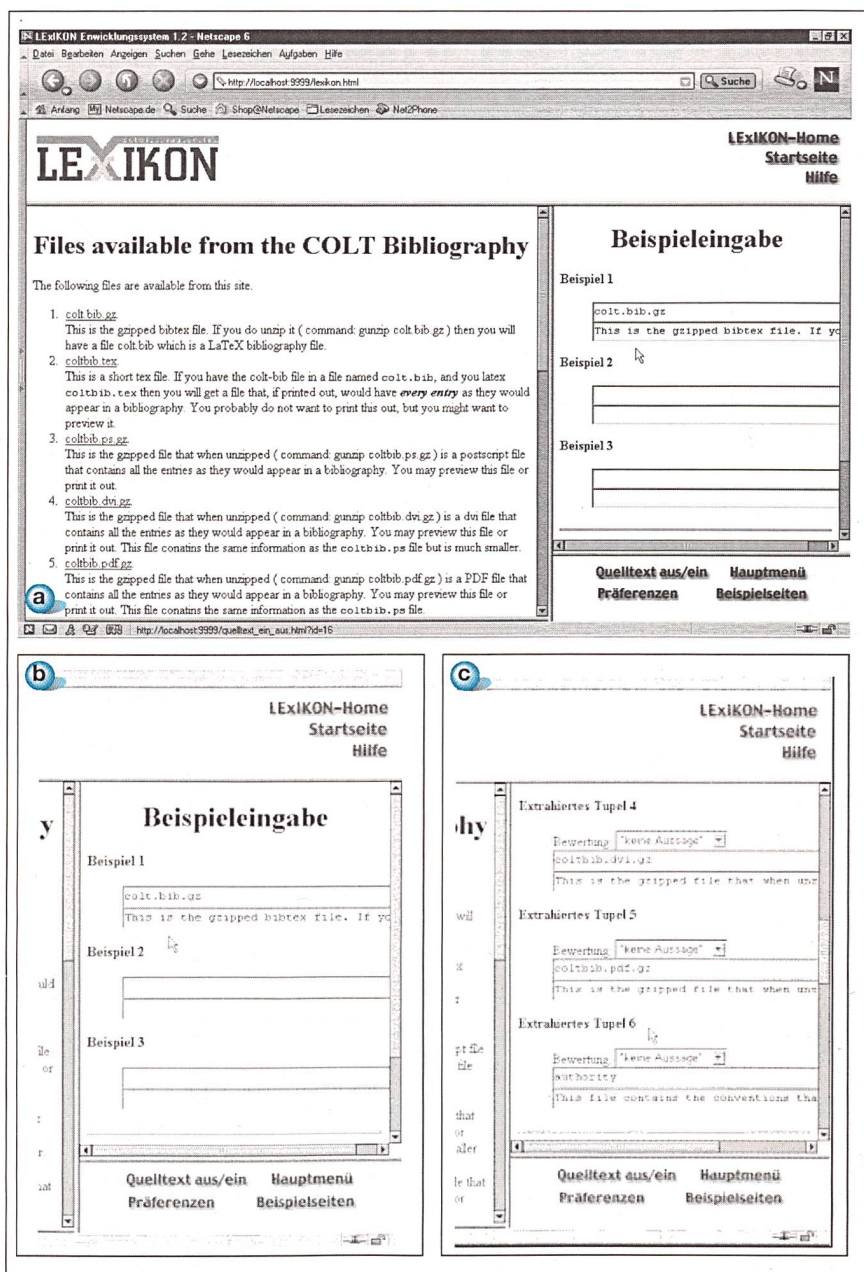 LExIKON Enwicklungssystem 1.2 - Netscape 6
Datei Bearbeiten Anzeigen Suchen Gehe Lesezeichen Aufgaben Hilfe
http://localhost:9999/lexikon.html
Suche
N
Anfang Netscape.de Suche Shop@Netscape Lesezeichen Net2Phone
LEXIKON
LExIKON-Home
Startseite
Hilfe
Files available from the COLT Bibliography
The following files are available from this site.
1. colt.bib.gz
This is the gzipped bibtex file. If you do unzip it ( command: gunzip colt.bib.gz ) then you will
have a file colt.bib which is a LaTeX bibliography file.
2. coltbib.tex
This is a short tex file. If you have the colt-bib file in a file named colt.bib, and you latex
coltbib.tex then you will get a file that, if printed out, would have every entry as they would
appear in a bibliography. You probably do not want to print this out, but you might want to
preview it.
3. coltbib.ps.gz
This is the gzipped file that when unzipped ( command: gunzip coltbib.ps.gz ) is a postscript file
that contains all the entries as they would appear in a bibliography. You may preview this file or
print it out.
4. coltbib.dvi.gz
This is the gzipped file that when unzipped ( command: gunzip coltbib.dvi.gz ) is a dvi file that
contains all the entries as they would appear in a bibliography. You may preview this file or
print it out. This file conatins the same information as the coltbib.ps file but is much smaller.
5. coltbib.pdf.gz
This is the gzipped file that when unzipped ( command: gunzip coltbib.pdf.gz ) is a PDF file that
contains all the entries as they would appear in a bibliography. You may preview this file or
print it out. This file conatins the same information as the coltbib.ps file.
a
Beispieleingabe
Beispiel 1
colt.bib.gz
This is the gzipped bibtex file. If yo
Beispiel 2
Beispiel 3
Quelltext aus/ein Hauptmenü
Präferenzen Beispielseiten
http://localhost:9999/quelltext_ein_aus.html?id=16
b
LExIKON-Home
Startseite
Hilfe
y
uld
ile
or
r.
hat
Beispieleingabe
Beispiel 1
colt.bib.gz
This is the gzipped bibtex file. If yo
Beispiel 2
Beispiel 3
Quelltext aus/ein Hauptmenü
Präferenzen Beispielseiten
c
LExIKON-Home
Startseite
Hilfe
phy
will
pt file
file
that
or
aller
le that
or
Extrahiertes Tupel 4
Bewertung "keine Aussage"
coltbib.dvi.gz
This is the gzipped file that when unz
Extrahiertes Tupel 5
Bewertung "keine Aussage"
coltbib.pdf.gz
This is the gzipped file that when unz
Extrahiertes Tupel 6
Bewertung "keine Aussage"
authority
This file contains the conventions tha
Quelltext aus/ein Hauptmenü
Präferenzen Beispielseiten